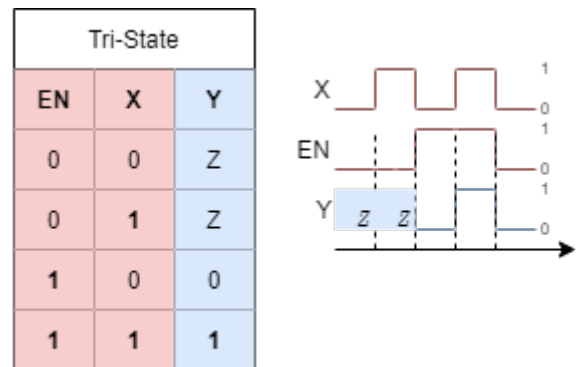 Tri-State
EN X Y
0 0 Z
0 1 Z
1 0 0
1 1 1
X 1
0
EN 1
0
Y Z Z 1
0